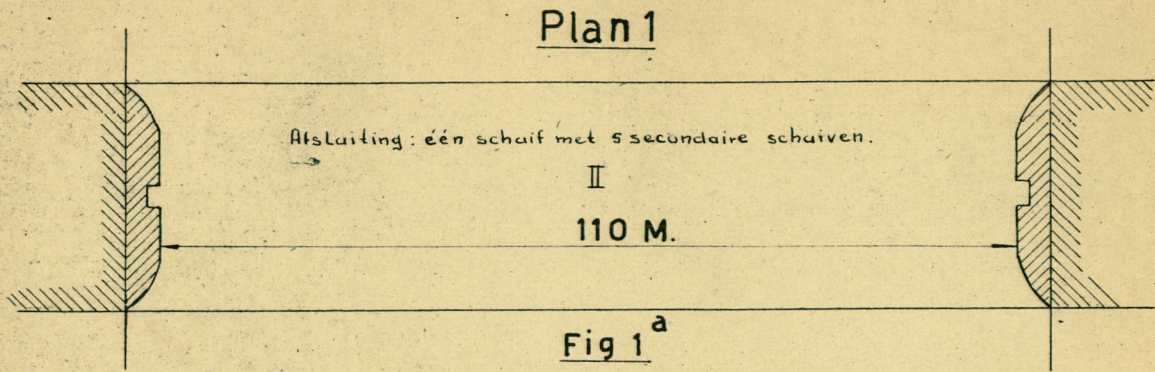 Plan 1
Afsluiting: één schuif met 5 secondaire schuiven.
II
110 M.
Fig 1a